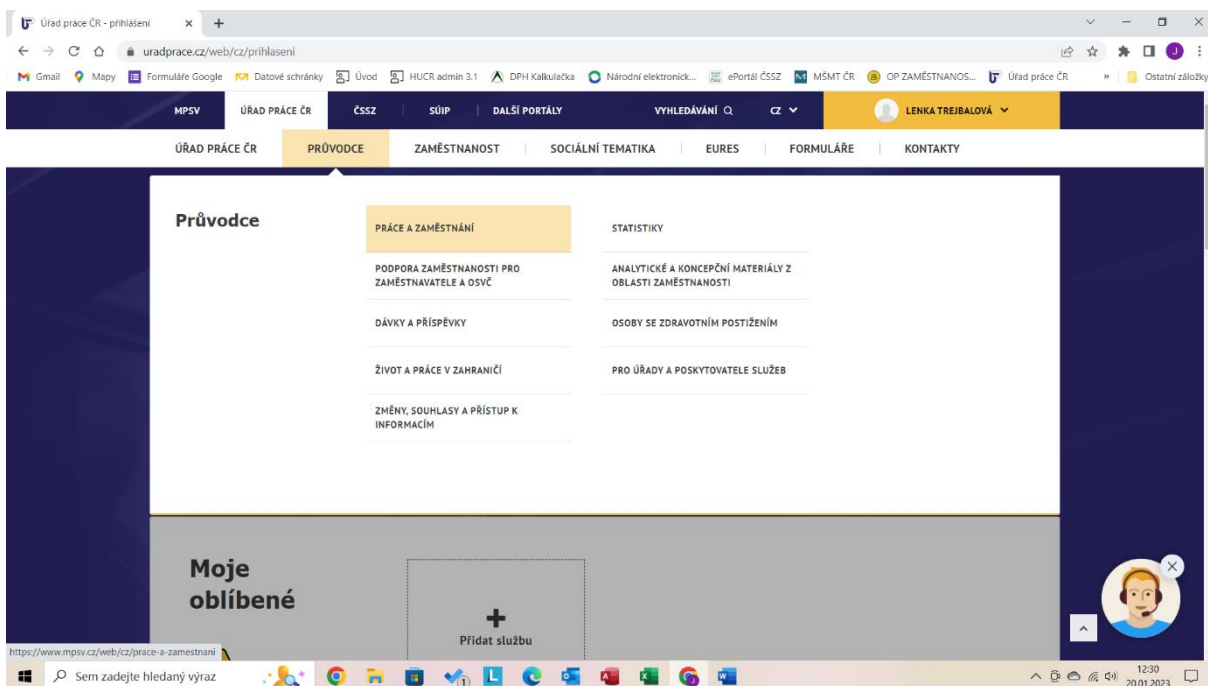 Úřad práce ČR - přihlášení
uradprace.cz/web/cz/prihlaseni
Gmail Mapy Formuláře Google Datové schránky Úvod HUCR admin 3.1 DPH Kalkulačka Národní elektronick... ePortál ČSSZ MŠMT ČR OP ZAMĚSTNANOS... Úřad práce ČR » Ostatní záložky
MPSV ÚŘAD PRÁCE ČR ČSSZ SÚIP DALŠÍ PORTÁLY VYHLEDÁVÁNÍ CZ LENKA TREJBALOVÁ
ÚŘAD PRÁCE ČR PRŮVODCE ZAMĚSTNANOST SOCIÁLNÍ TEMATIKA EURES FORMULÁŘE KONTAKTY
Průvodce
PRÁCE A ZAMĚSTNÁNÍ
PODPORA ZAMĚSTNANOSTI PRO
ZAMĚSTNAVATELE A OSVČ
DÁVKY A PŘÍSPĚVKY
ŽIVOT A PRÁCE V ZAHRANIČÍ
ZMĚNY, SOUHLASY A PŘÍSTUP K
INFORMACÍM
STATISTIKY
ANALYTICKÉ A KONCEPČNÍ MATERIÁLY Z
OBLASTI ZAMĚSTNANOSTI
OSOBY SE ZDRAVOTNÍM POSTIŽENÍM
PRO ÚŘADY A POSKYTOVATELE SLUŽEB
Moje
oblíbené
Přidat službu
https://www.mpsv.cz/web/cz/prace-a-zamestnani
Sem zadejte hledaný výraz
12:30
20.01.2023